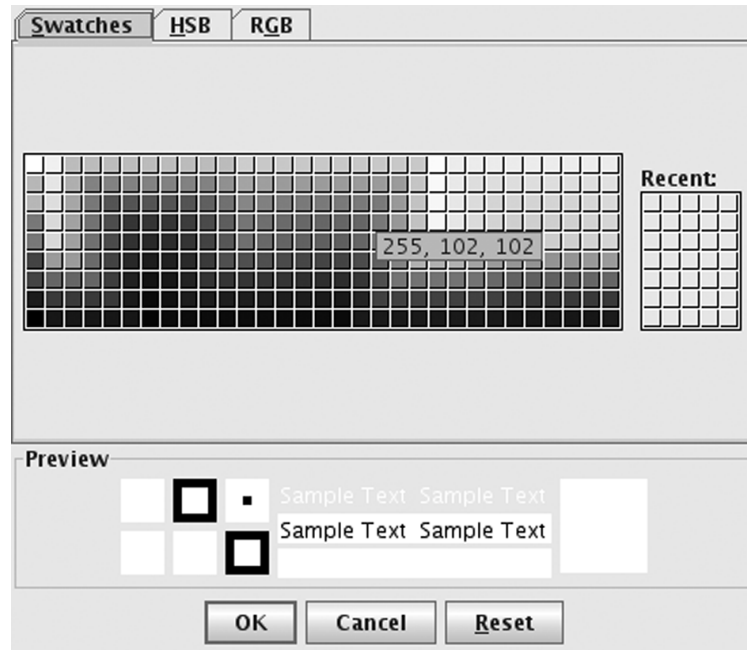 Swatches HSB RGB
Recent:
255, 102, 102
Preview
Sample Text Sample Text
Sample Text Sample Text
OK Cancel Reset